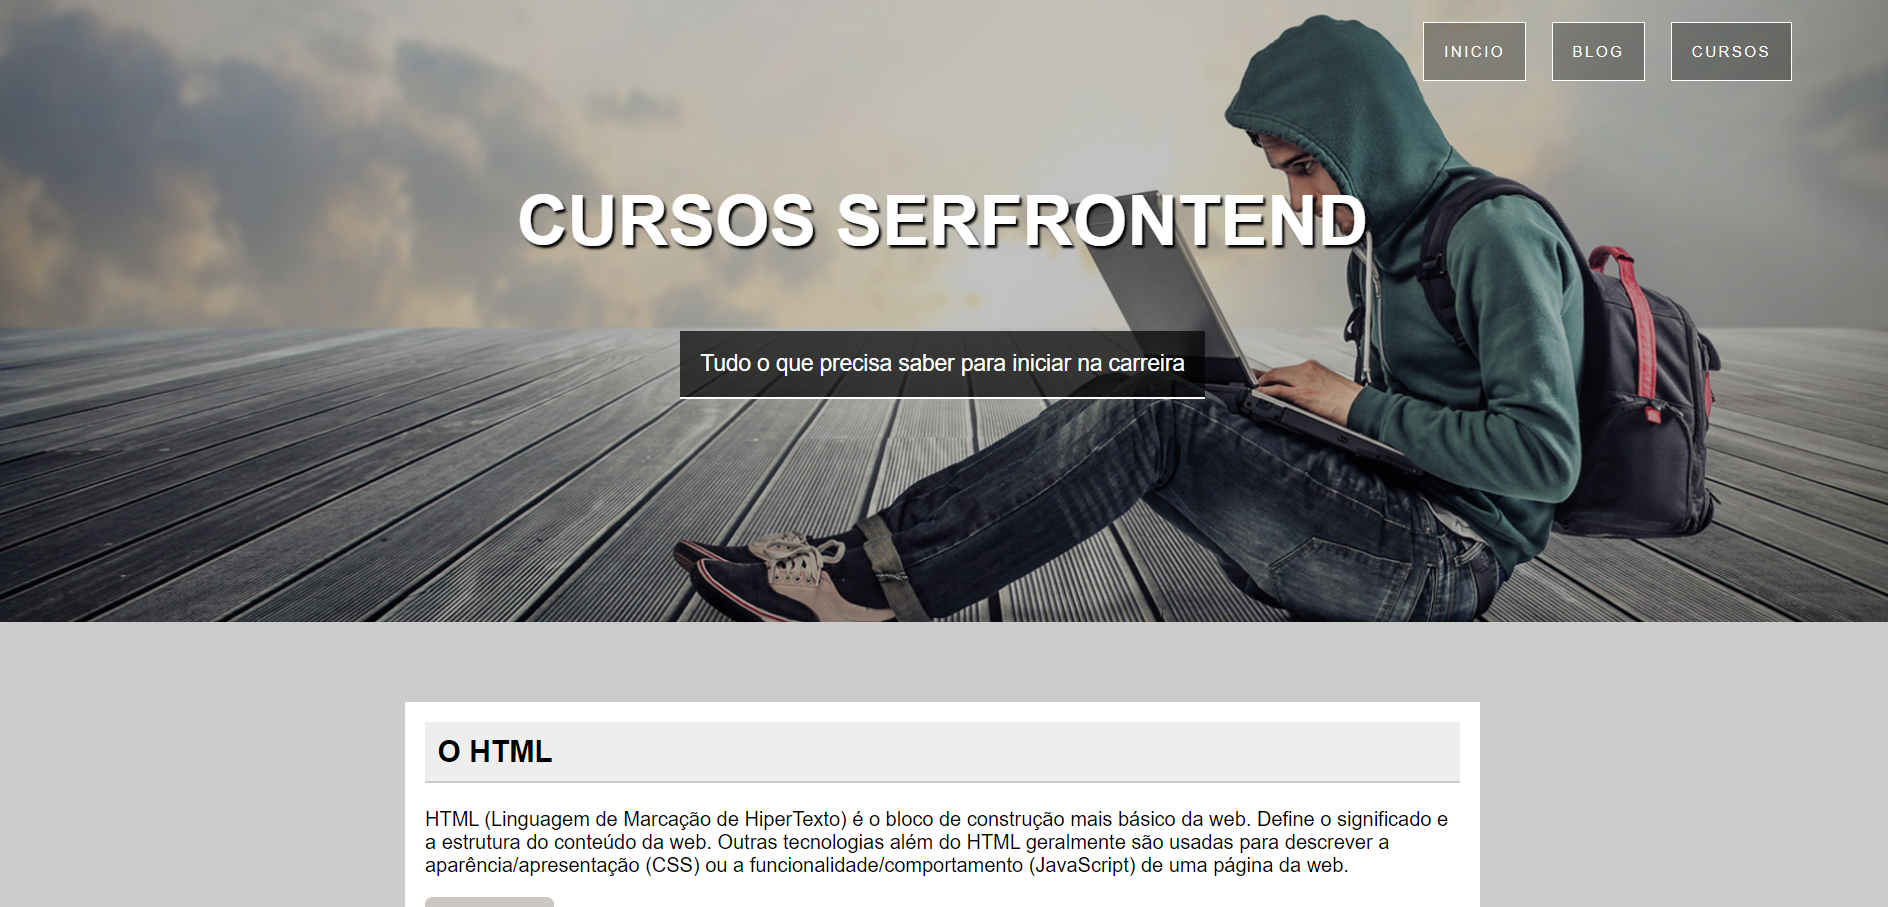 INICIO
BLOG
CURSOS
CURSOS SERFRONTEND
Tudo o que precisa saber para iniciar na carreira
O HTML
HTML (Linguagem de Marcação de HiperTexto) é o bloco de construção mais básico da web. Define o significado e
a estrutura do conteúdo da web. Outras tecnologias além do HTML geralmente são usadas para descrever a
aparência/apresentação (CSS) ou a funcionalidade/comportamento (JavaScript) de uma página da web.